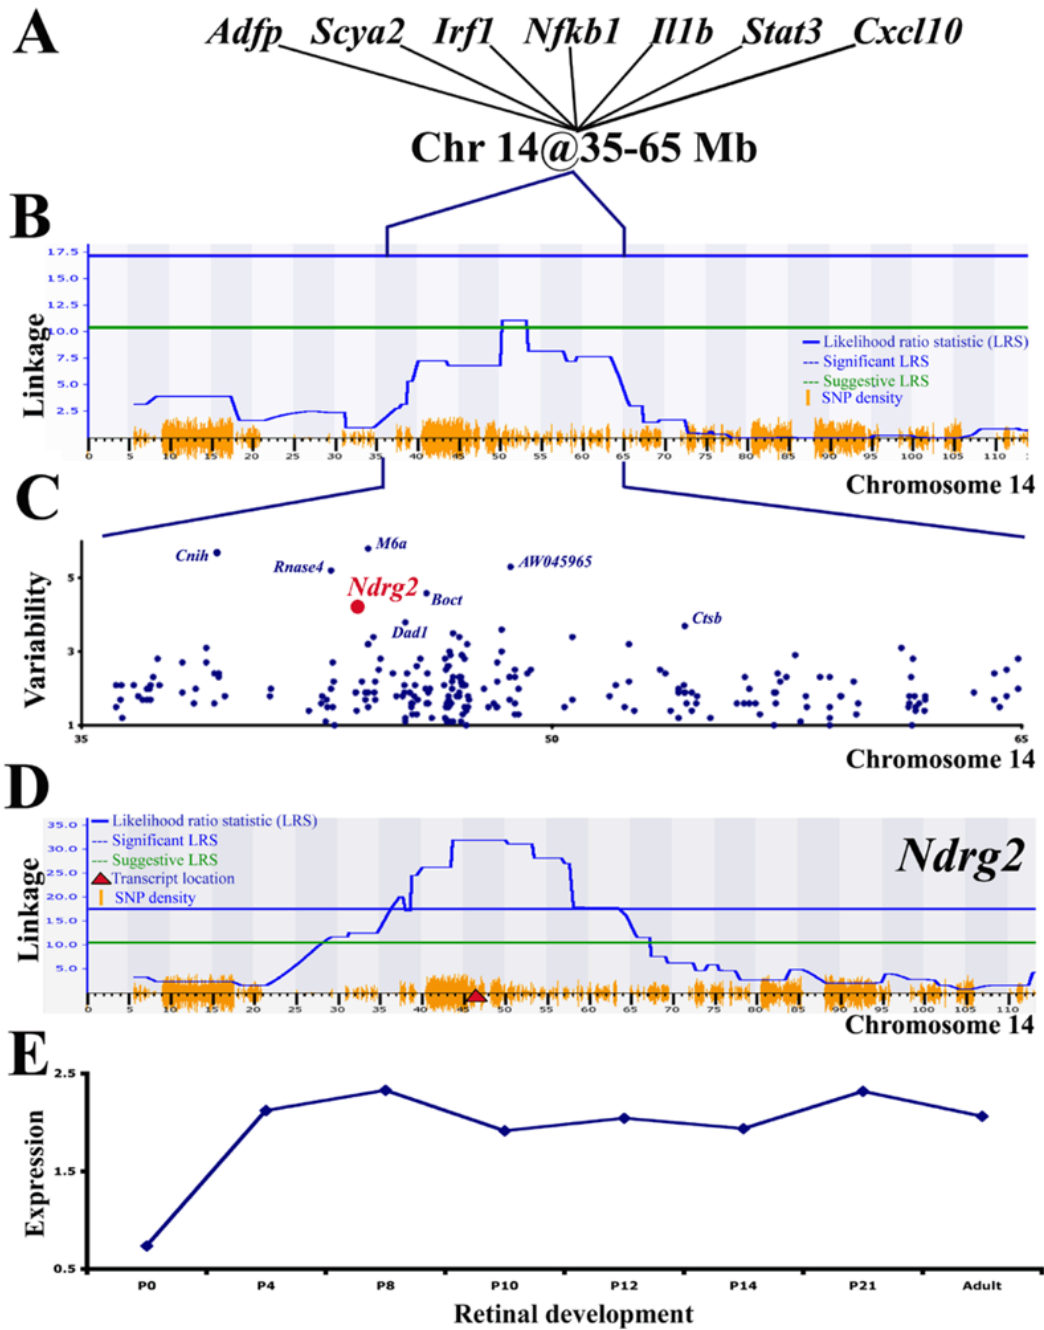 A
Adfp Scya2 Irf1 Nfkb1 Il1b Stat3 Cxcl10
Chr 14@35-65 Mb
B
Linkage
17.5
15.0
12.5
10.0
7.5
5.0
2.5
Likelihood ratio statistic (LRS)
Significant LRS
Suggestive LRS
SNP density
0 5 10 15 20 25 30 35 40 45 50 55 60 65 70 75 80 85 90 95 100 105 110
Chromosome 14
C
Variability
5
3
1
Cnih
Rnase4
M6a
Ndrg2
Boct
Dad1
AW045965
Ctsb
35 50 65
Chromosome 14
D
Linkage
35.0
30.0
25.0
20.0
15.0
10.0
5.0
Likelihood ratio statistic (LRS)
Significant LRS
Suggestive LRS
Transcript location
SNP density
Ndrg2
0 5 10 15 20 25 30 35 40 45 50 55 60 65 70 75 80 85 90 95 100 105 110
Chromosome 14
E
Expression
2.5
1.5
0.5
P0 P4 P8 P10 P12 P14 P21 Adult
Retinal development